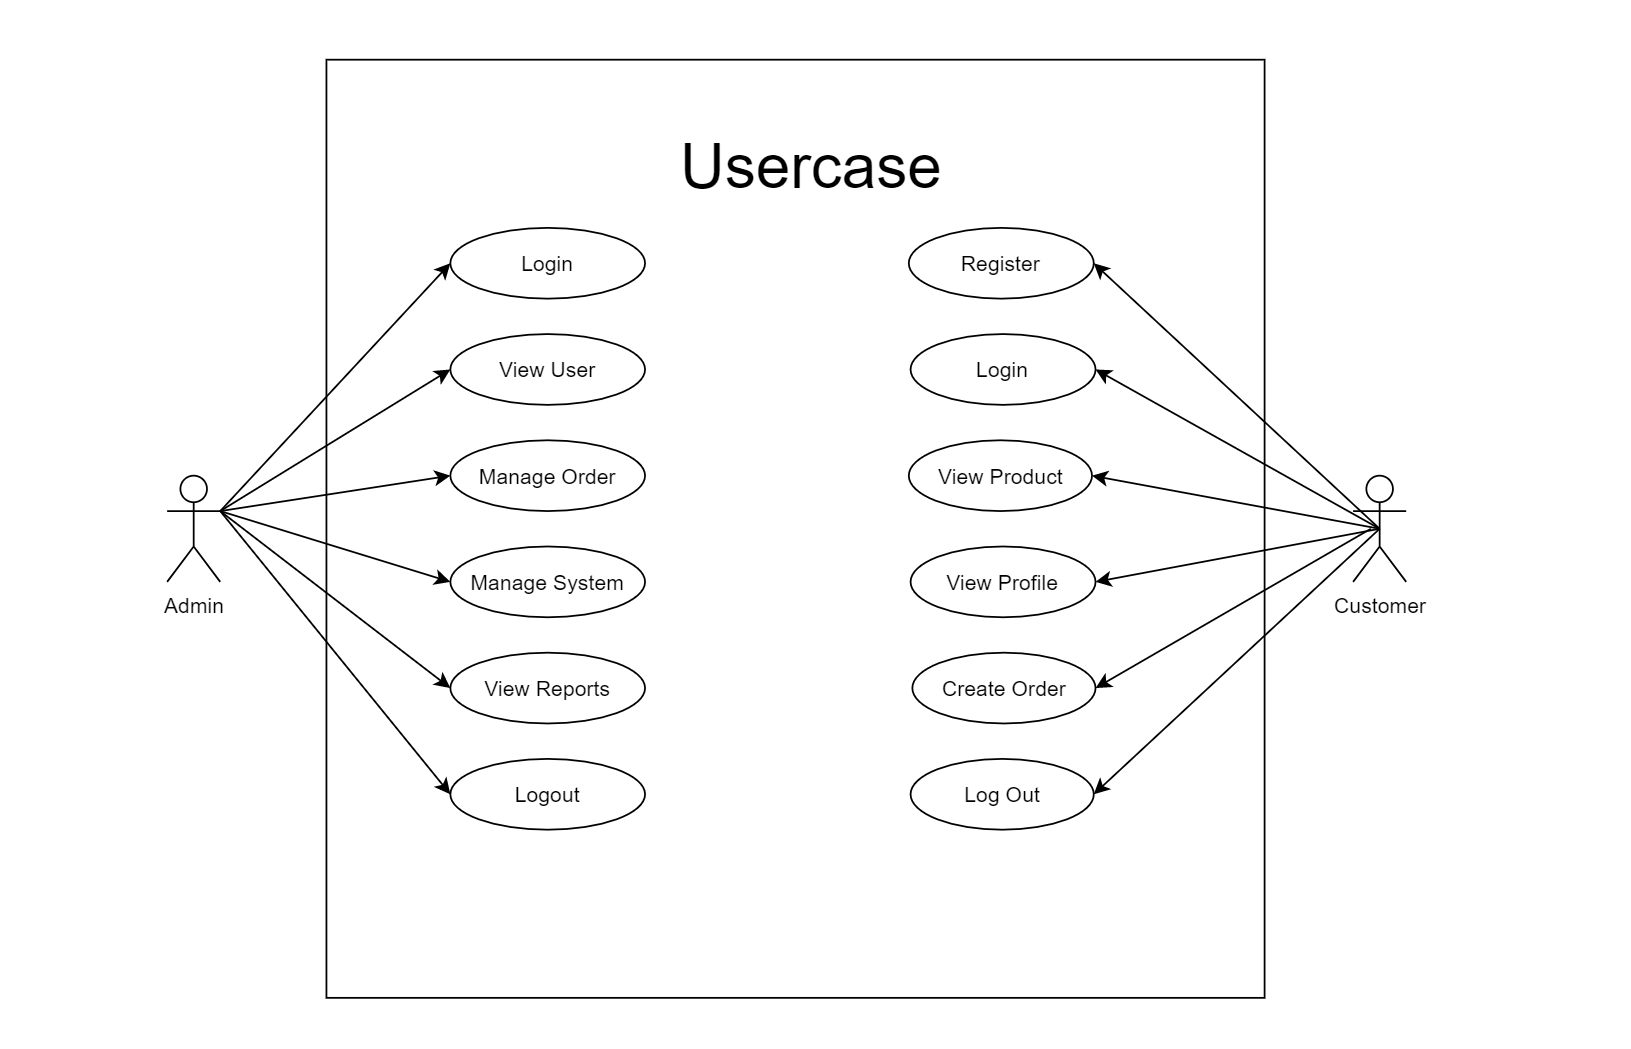 Usercase
Login
View User
Manage Order
Manage System
View Reports
Logout
Register
Login
View Product
View Profile
Create Order
Log Out
Admin
Customer